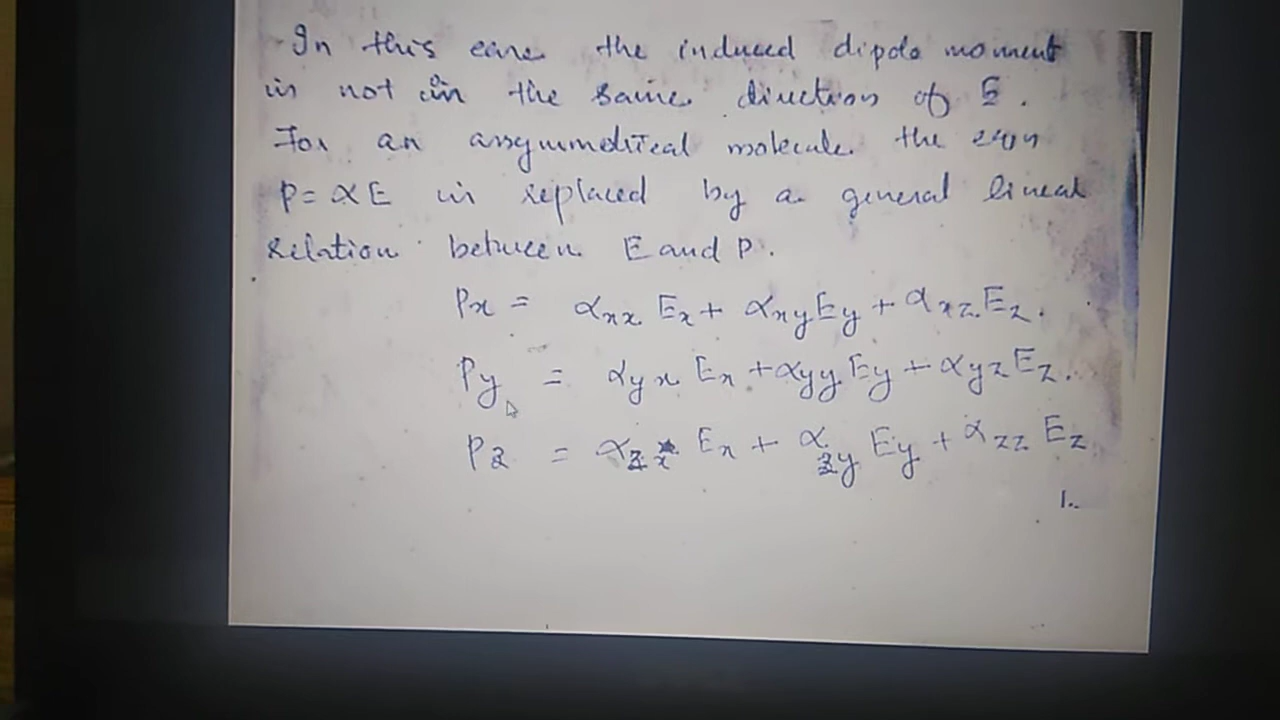 In this case the induced dipole moment
is not in the same direction of E.
For an assymmetrical molecule the eqn
P = αE is replaced by a general linear
relation between E and P.
Px = αxx Ex + αxy Ey + αxz Ez.
Py = αyx Ex + αyy Ey + αyz Ez.
Pz = αzx Ex + αzy Ey + αzz Ez
1.